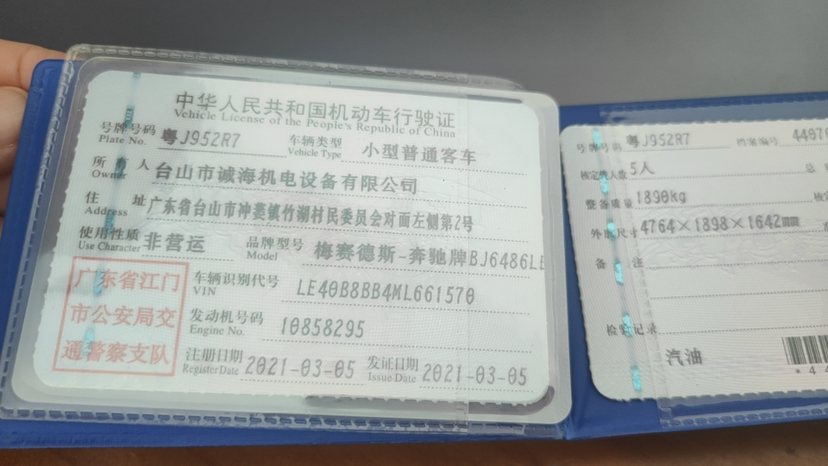 中华人民共和国机动车行驶证
Vehicle License of the People's Republic of China
号牌号码 粤J952R7 车辆类型 小型普通客车
Plate No. Vehicle Type
所有人 台山市诚海机电设备有限公司
Owner
住址 广东省台山市冲蒌镇竹湖村民委员会对面左侧第2号
Address
使用性质 非营运 品牌型号 梅赛德斯-奔驰牌BJ6486LE
Use Character Model
广东省江门
市公安局交
通警察支队
车辆识别代号 LE40B8BB4ML661570
VIN
发动机号码 10858295
Engine No.
注册日期 2021-03-05 发证日期 2021-03-05
Register Date Issue Date
号牌号码 粤J952R7 档案编号 4407
核定载人数 5人 总
整备质量 1890kg
外廓尺寸 4764×1898×1642mm
备注
检验记录
汽油
*44